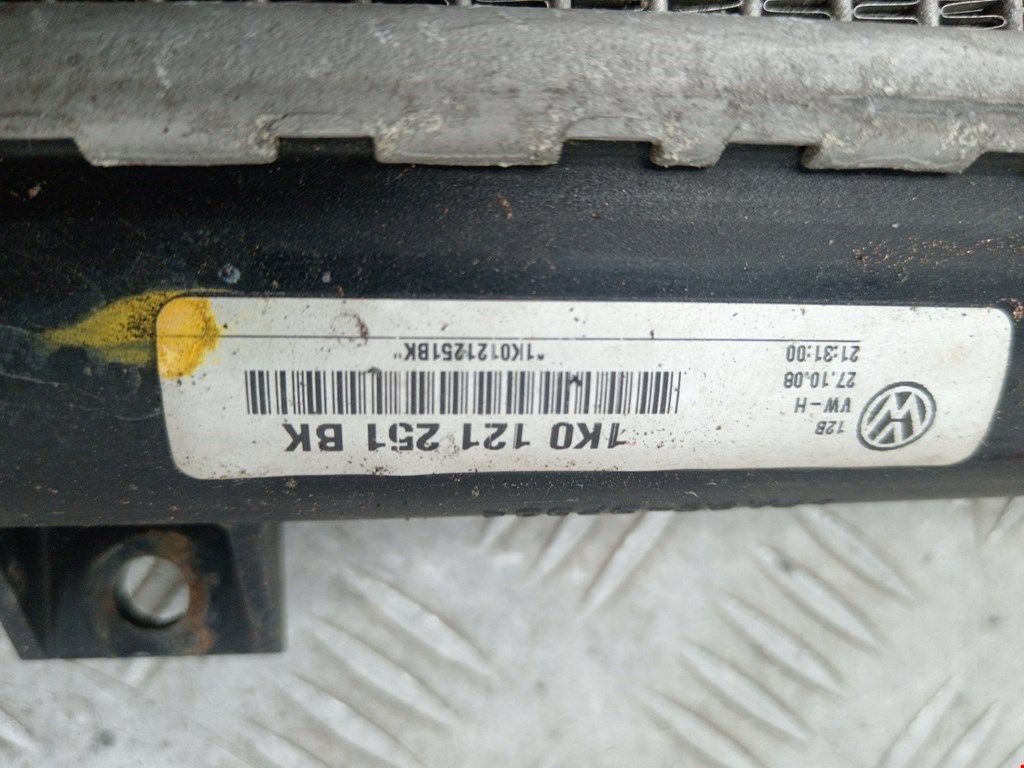 12B
VW-H
27.10.08
21:31:00
1K0 121 251 BK
"1K0121251BK"